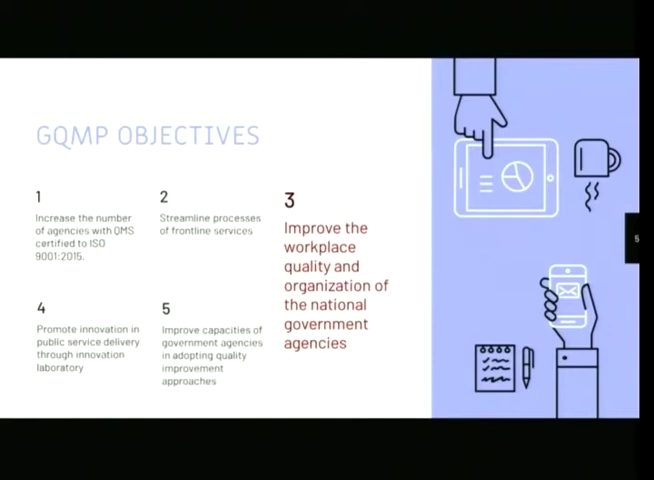 GQMP OBJECTIVES
1
Increase the number
of agencies with QMS
certified to ISO
9001:2015.
2
Streamline processes
of frontline services
3
Improve the
workplace
quality and
organization of
the national
government
agencies
4
Promote innovation in
public service delivery
through innovation
laboratory
5
Improve capacities of
government agencies
in adopting quality
improvement
approaches
5